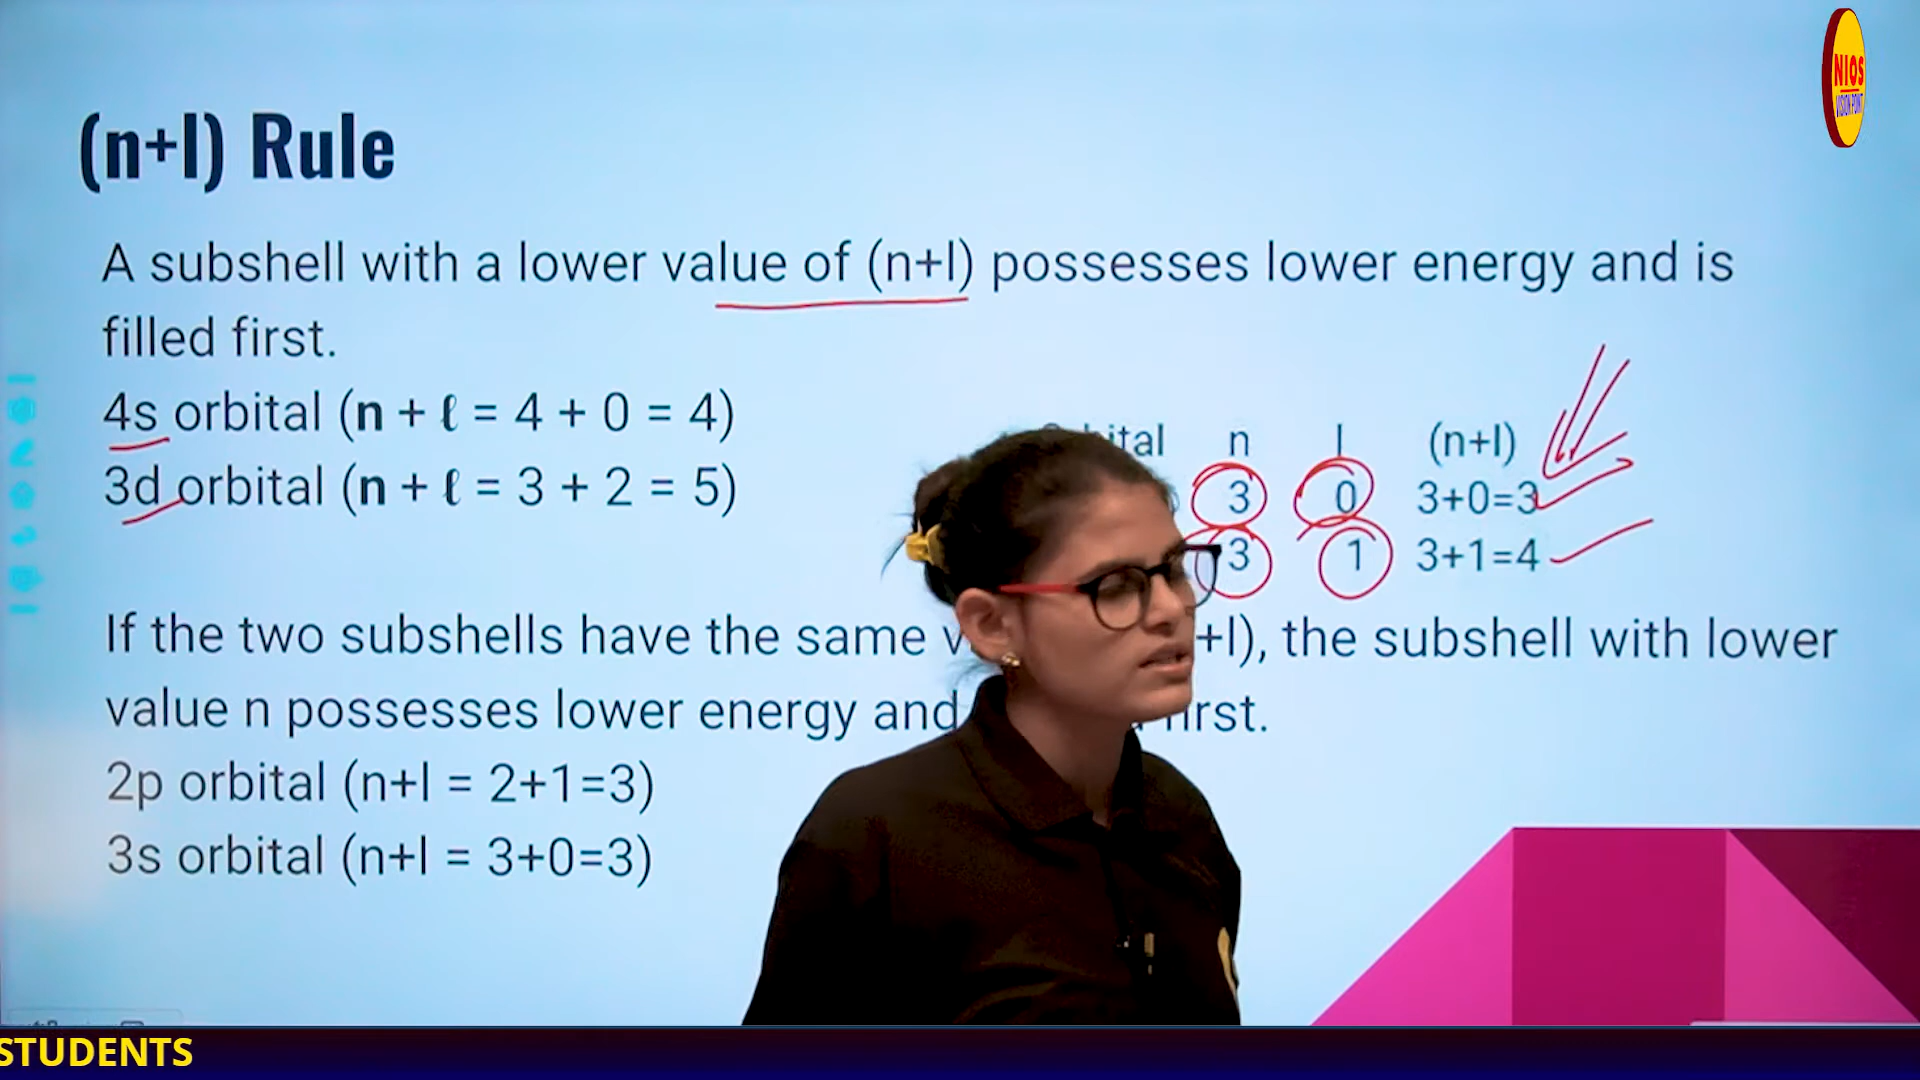 NIOS
VISION POINT
(n+l) Rule
A subshell with a lower value of (n+l) possesses lower energy and is
filled first.
4s orbital (n + ℓ = 4 + 0 = 4)
3d orbital (n + ℓ = 3 + 2 = 5)
n l (n+l)
3 0 3+0=3
3 1 3+1=4
If the two subshells have the same +l), the subshell with lower
value n possesses lower energy and first.
2p orbital (n+l = 2+1=3)
3s orbital (n+l = 3+0=3)
STUDENTS